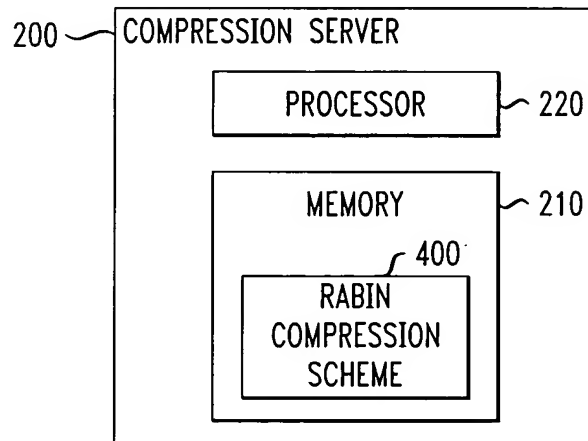 200 COMPRESSION SERVER
PROCESSOR 220
MEMORY 210
400
RABIN
COMPRESSION
SCHEME